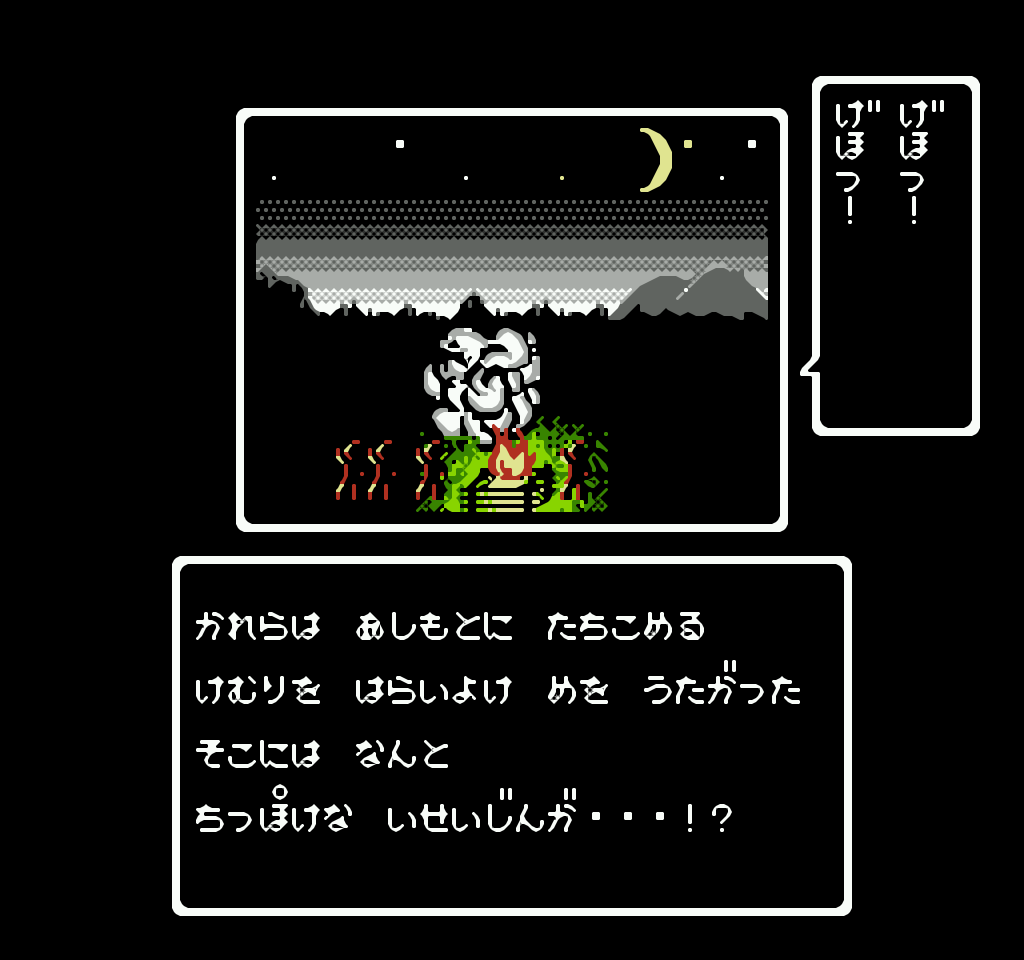 げほっ!
げほっ!
かれらは あしもとに たちこめる
けむりを はらいよけ めを うたがった
そこには なんと
ちっぽけな いせいじんが・・・!?